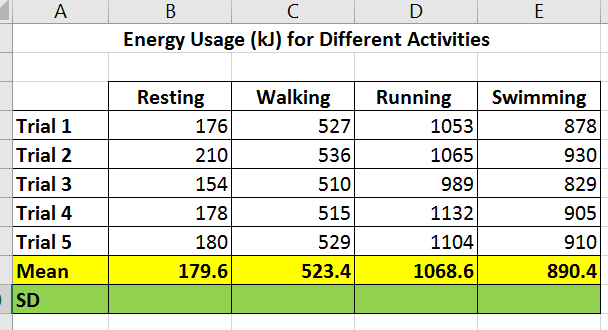 A B C D E
Energy Usage (kJ) for Different Activities
Resting Walking Running Swimming
Trial 1 176 527 1053 878
Trial 2 210 536 1065 930
Trial 3 154 510 989 829
Trial 4 178 515 1132 905
Trial 5 180 529 1104 910
Mean 179.6 523.4 1068.6 890.4
SD